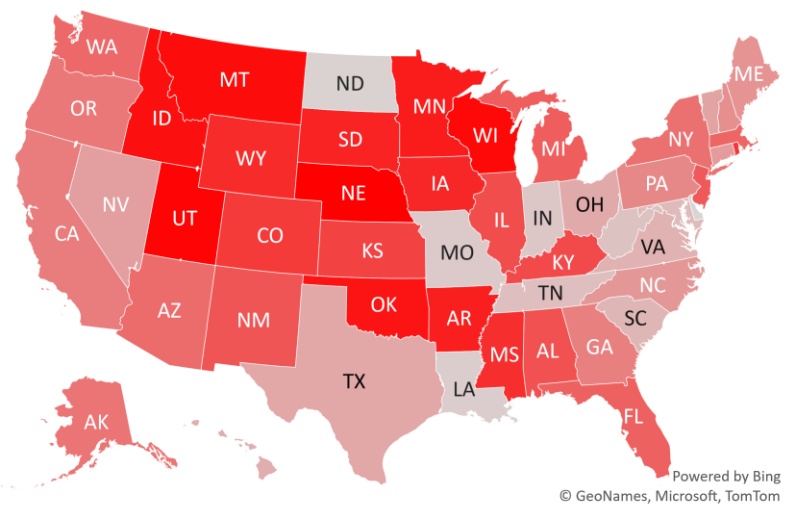 WA
MT
ND
MN
ME
OR
ID
SD
WI
MI
NY
WY
IA
PA
NE
NV
UT
IL
IN
OH
CA
CO
KS
MO
VA
KY
AZ
NM
OK
TN
NC
AR
SC
MS
AL
GA
TX
LA
AK
FL
Powered by Bing
© GeoNames, Microsoft, TomTom